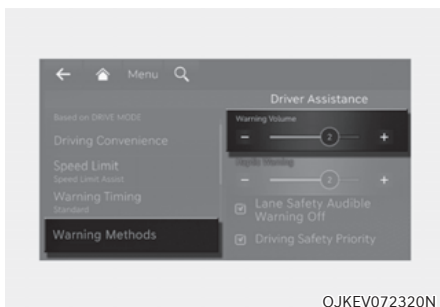 Menu
Driver Assistance
Based on DRIVE MODE
Driving Convenience
Speed Limit
Speed Limit Assist
Warning Timing
Standard
Warning Methods
Warning Volume
- 2 +
Haptic Warning
- 2 +
Lane Safety Audible
Warning Off
Driving Safety Priority
OJKEV072320N